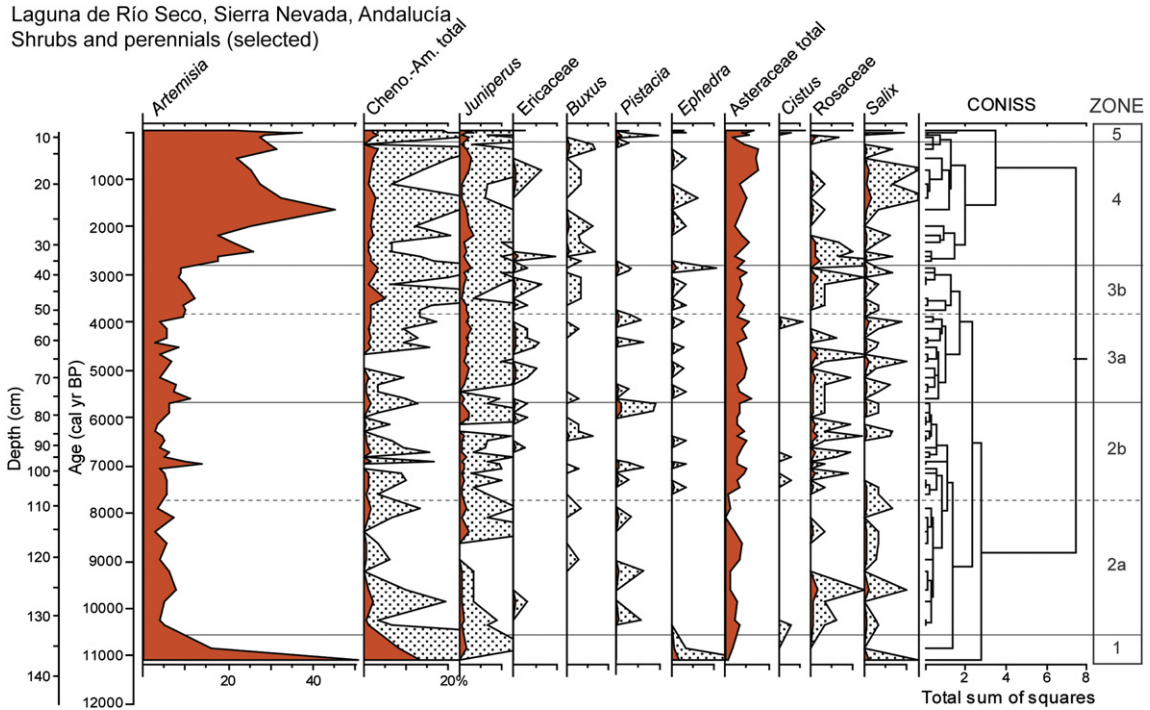 Laguna de Río Seco, Sierra Nevada, Andalucía
Shrubs and perennials (selected)
Artemisia
Cheno.-Am. total
Juniperus
Ericaceae
Buxus
Pistacia
Ephedra
Asteraceae total
Cistus
Rosaceae
Salix
CONISS
ZONE
Depth (cm)
10
20
30
40
50
60
70
80
90
100
110
120
130
140
Age (cal yr BP)
1000
2000
3000
4000
5000
6000
7000
8000
9000
10000
11000
12000
5
4
3b
3a
2b
2a
1
20
40
20%
2
4
6
8
Total sum of squares